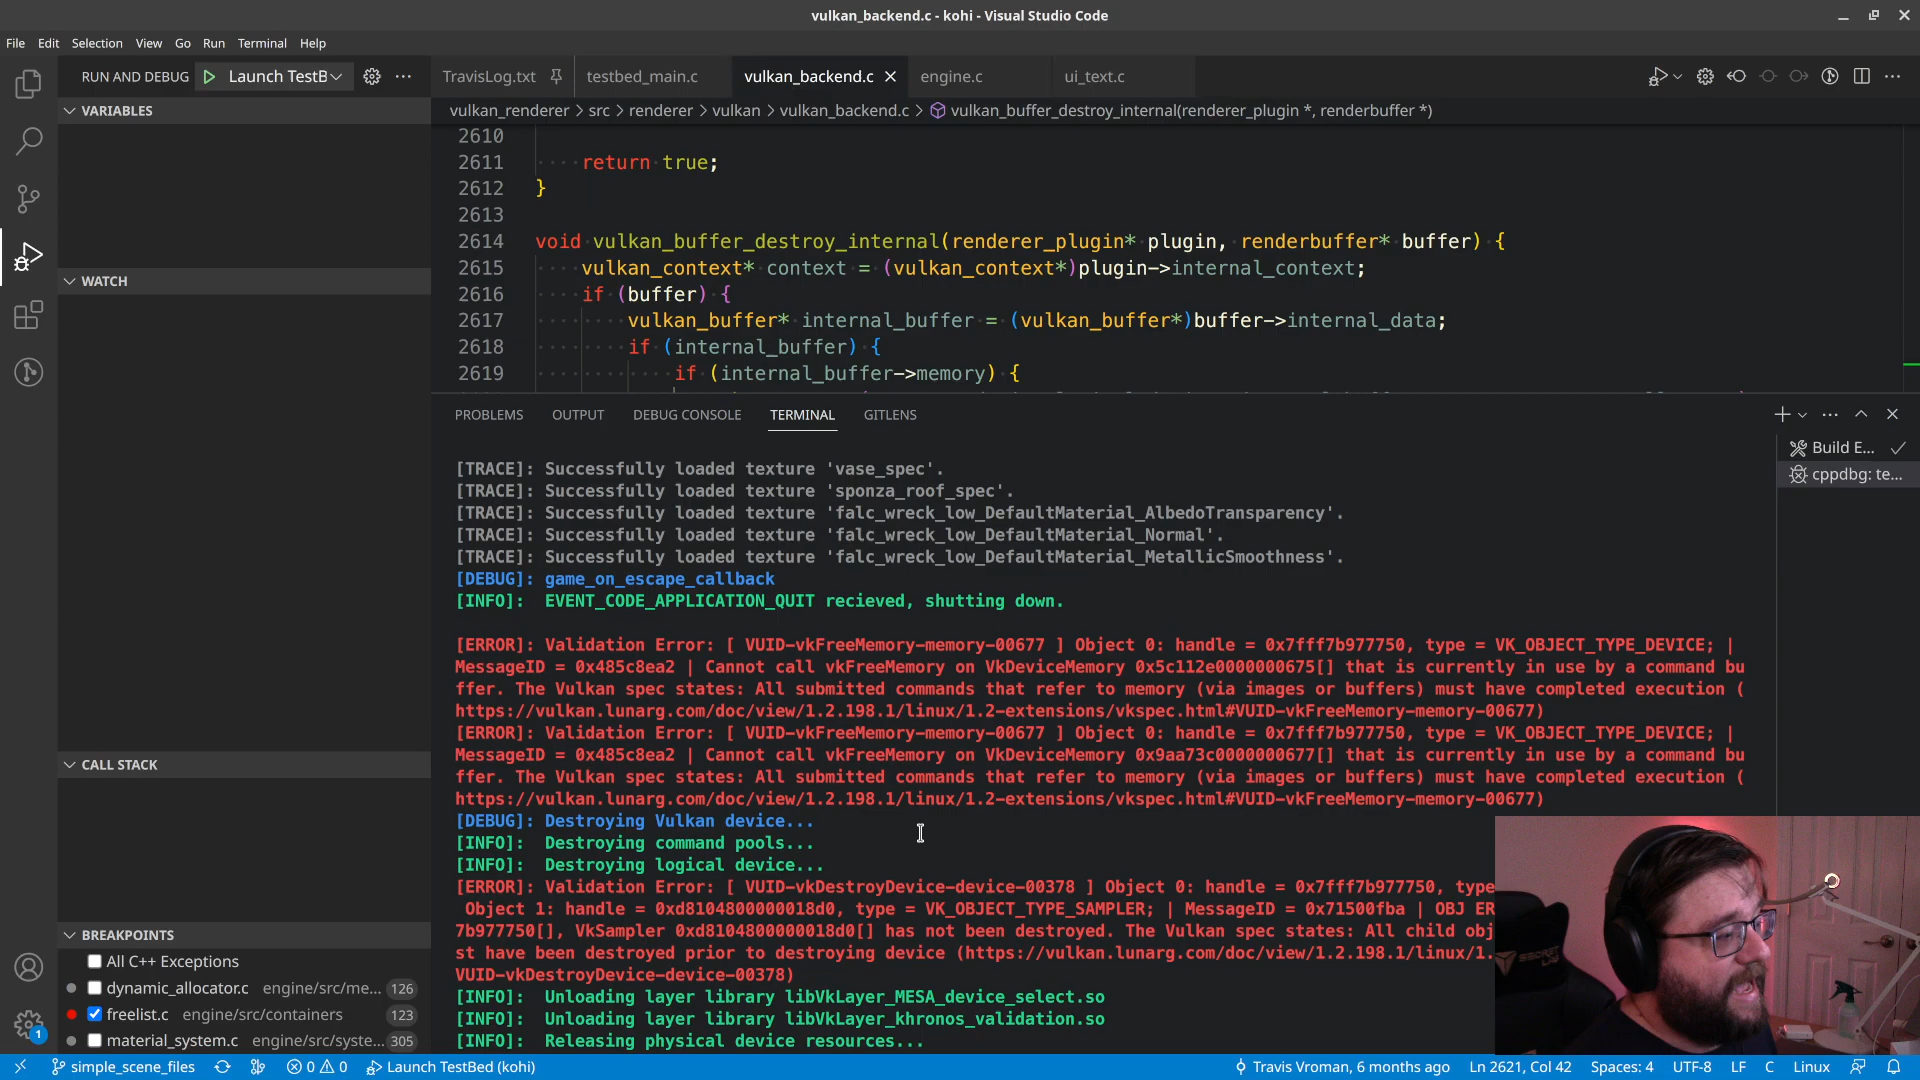 vulkan_backend.c - kohi - Visual Studio Code
File Edit Selection View Go Run Terminal Help
RUN AND DEBUG Launch TestB
TravisLog.txt testbed_main.c vulkan_backend.c engine.c ui_text.c
VARIABLES
vulkan_renderer > src > renderer > vulkan > vulkan_backend.c > vulkan_buffer_destroy_internal(renderer_plugin *, renderbuffer *)
2610
2611 return true;
2612 }
2613
2614 void vulkan_buffer_destroy_internal(renderer_plugin* plugin, renderbuffer* buffer) {
2615 vulkan_context* context = (vulkan_context*)plugin->internal_context;
2616 if (buffer) {
2617 vulkan_buffer* internal_buffer = (vulkan_buffer*)buffer->internal_data;
2618 if (internal_buffer) {
2619 if (internal_buffer->memory) {
WATCH
PROBLEMS OUTPUT DEBUG CONSOLE TERMINAL GITLENS
Build E...
cppdbg: te...
[TRACE]: Successfully loaded texture 'vase_spec'.
[TRACE]: Successfully loaded texture 'sponza_roof_spec'.
[TRACE]: Successfully loaded texture 'falc_wreck_low_DefaultMaterial_AlbedoTransparency'.
[TRACE]: Successfully loaded texture 'falc_wreck_low_DefaultMaterial_Normal'.
[TRACE]: Successfully loaded texture 'falc_wreck_low_DefaultMaterial_MetallicSmoothness'.
[DEBUG]: game_on_escape_callback
[INFO]: EVENT_CODE_APPLICATION_QUIT recieved, shutting down.
[ERROR]: Validation Error: [ VUID-vkFreeMemory-memory-00677 ] Object 0: handle = 0x7fff7b977750, type = VK_OBJECT_TYPE_DEVICE; |
MessageID = 0x485c8ea2 | Cannot call vkFreeMemory on VkDeviceMemory 0x5c112e0000000675[] that is currently in use by a command bu
ffer. The Vulkan spec states: All submitted commands that refer to memory (via images or buffers) must have completed execution (
https://vulkan.lunarg.com/doc/view/1.2.198.1/linux/1.2-extensions/vkspec.html#VUID-vkFreeMemory-memory-00677)
[ERROR]: Validation Error: [ VUID-vkFreeMemory-memory-00677 ] Object 0: handle = 0x7fff7b977750, type = VK_OBJECT_TYPE_DEVICE; |
MessageID = 0x485c8ea2 | Cannot call vkFreeMemory on VkDeviceMemory 0x9aa73c0000000677[] that is currently in use by a command bu
ffer. The Vulkan spec states: All submitted commands that refer to memory (via images or buffers) must have completed execution (
https://vulkan.lunarg.com/doc/view/1.2.198.1/linux/1.2-extensions/vkspec.html#VUID-vkFreeMemory-memory-00677)
[DEBUG]: Destroying Vulkan device...
[INFO]: Destroying command pools...
[INFO]: Destroying logical device...
[ERROR]: Validation Error: [ VUID-vkDestroyDevice-device-00378 ] Object 0: handle = 0x7fff7b977750, type
Object 1: handle = 0xd8104800000018d0, type = VK_OBJECT_TYPE_SAMPLER; | MessageID = 0x71500fba | OBJ ER
7b977750[], VkSampler 0xd8104800000018d0[] has not been destroyed. The Vulkan spec states: All child obj
st have been destroyed prior to destroying device (https://vulkan.lunarg.com/doc/view/1.2.198.1/linux/1.
VUID-vkDestroyDevice-device-00378)
[INFO]: Unloading layer library libVkLayer_MESA_device_select.so
[INFO]: Unloading layer library libVkLayer_khronos_validation.so
[INFO]: Releasing physical device resources...
CALL STACK
BREAKPOINTS
All C++ Exceptions
dynamic_allocator.c engine/src/me... 126
freelist.c engine/src/containers 123
material_system.c engine/src/syste... 305
1
simple_scene_files 0 0 Launch TestBed (kohi) Travis Vroman, 6 months ago Ln 2621, Col 42 Spaces: 4 UTF-8 LF C Linux